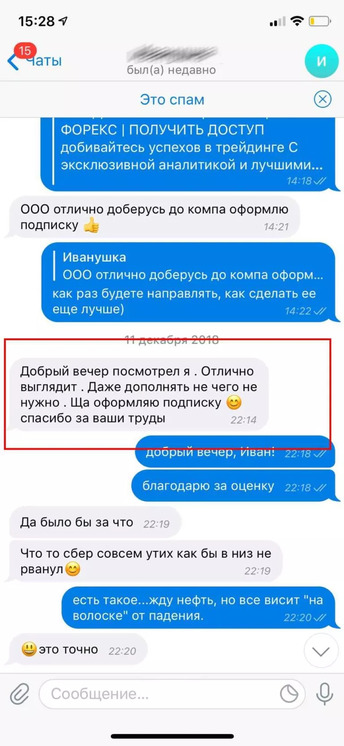 15:28
15
Чаты
был(а) недавно
И
Это спам
ФОРЕКС | ПОЛУЧИТЬ ДОСТУП
добивайтесь успехов в трейдинге С
эксклюзивной аналитикой и лучшими...
14:18
ООО отлично доберусь до компа оформлю
подписку 👍
14:21
Иванушка
ООО отлично доберусь до компа оформ...
как раз будете направлять, как сделать ее
еще лучше)
14:22
11 декабря 2018
Добрый вечер посмотрел я . Отлично
выглядит . Даже дополнять не чего не
нужно . Ща оформляю подписку 😊
спасибо за ваши труды
22:14
добрый вечер, Иван! 22:18
благодарю за оценку 22:18
Да было бы за что 22:19
Что то сбер совсем утих как бы в низ не
рванул😊
22:19
есть такое...жду нефть, но все висит "на
волоске" от падения.
22:20
😃это точно 22:20
Сообщение...